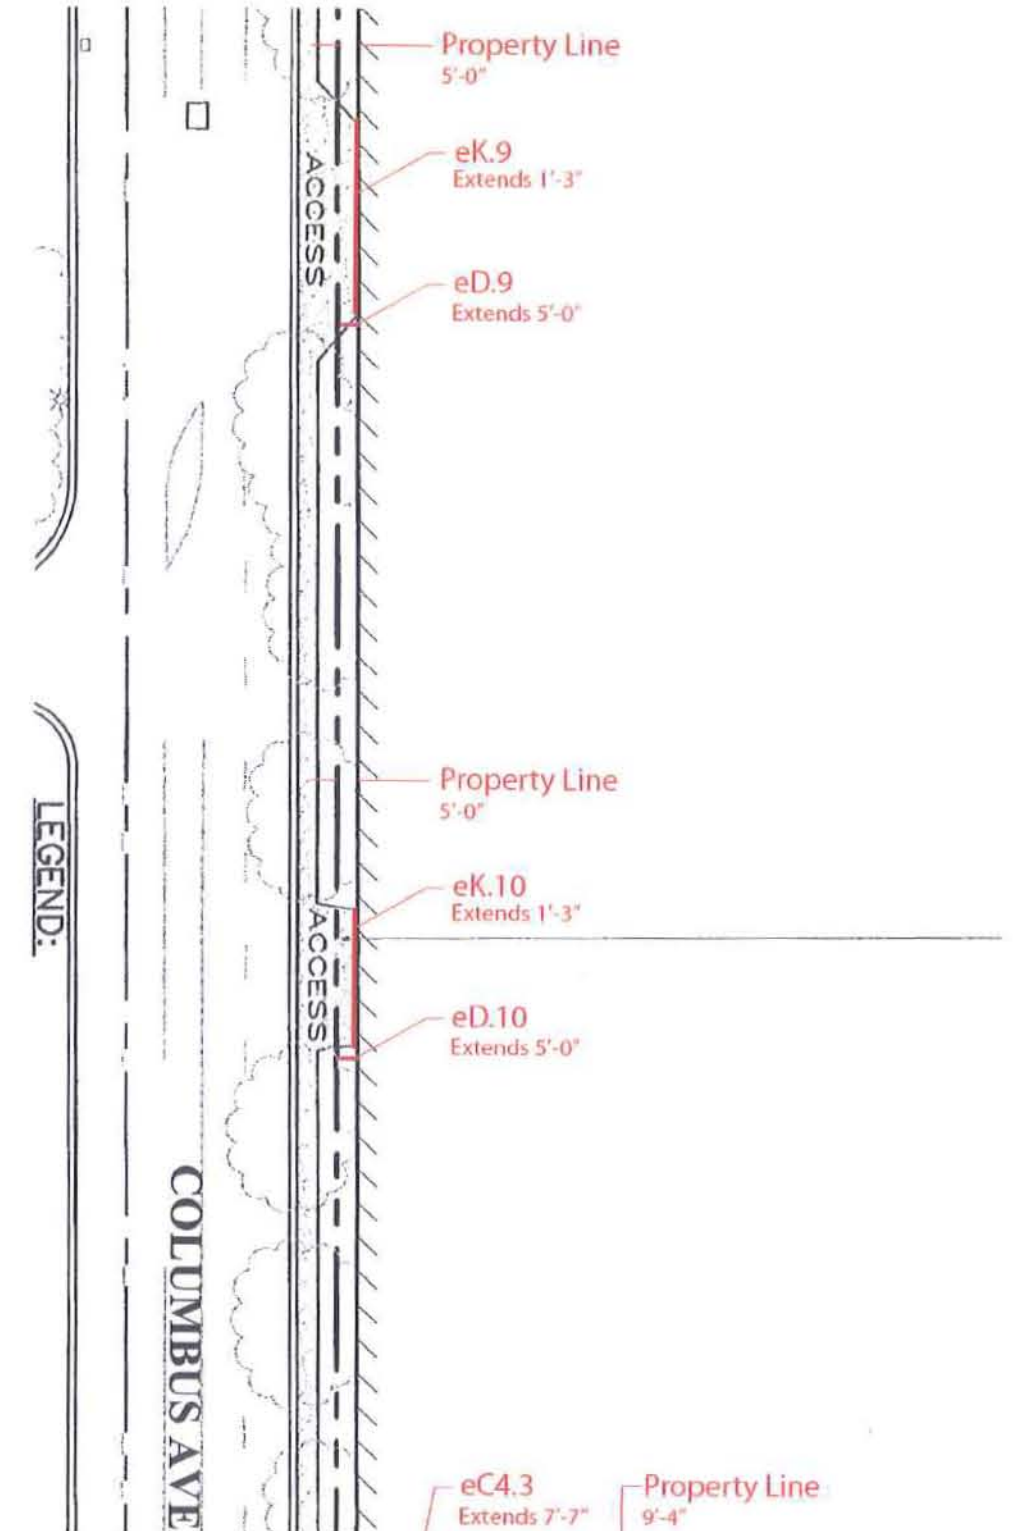 Property Line
5'-0"
eK.9
Extends 1'-3"
ACCESS
eD.9
Extends 5'-0"
Property Line
5'-0"
LEGEND:
eK.10
Extends 1'-3"
ACCESS
eD.10
Extends 5'-0"
COLUMBUS AVE
eC4.3
Extends 7'-7"
Property Line
9'-4"